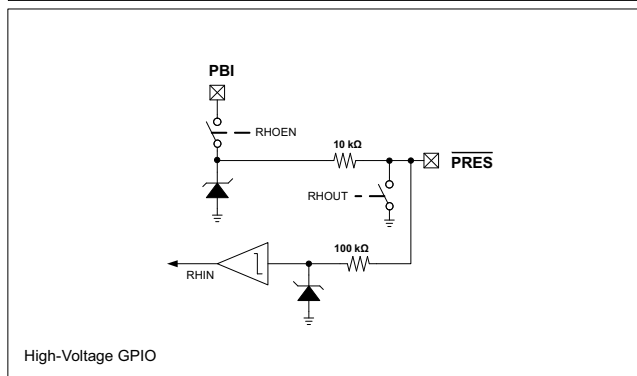 PBI
RHOEN
10 kΩ
PRES
RHOUT
100 kΩ
RHIN
High-Voltage GPIO